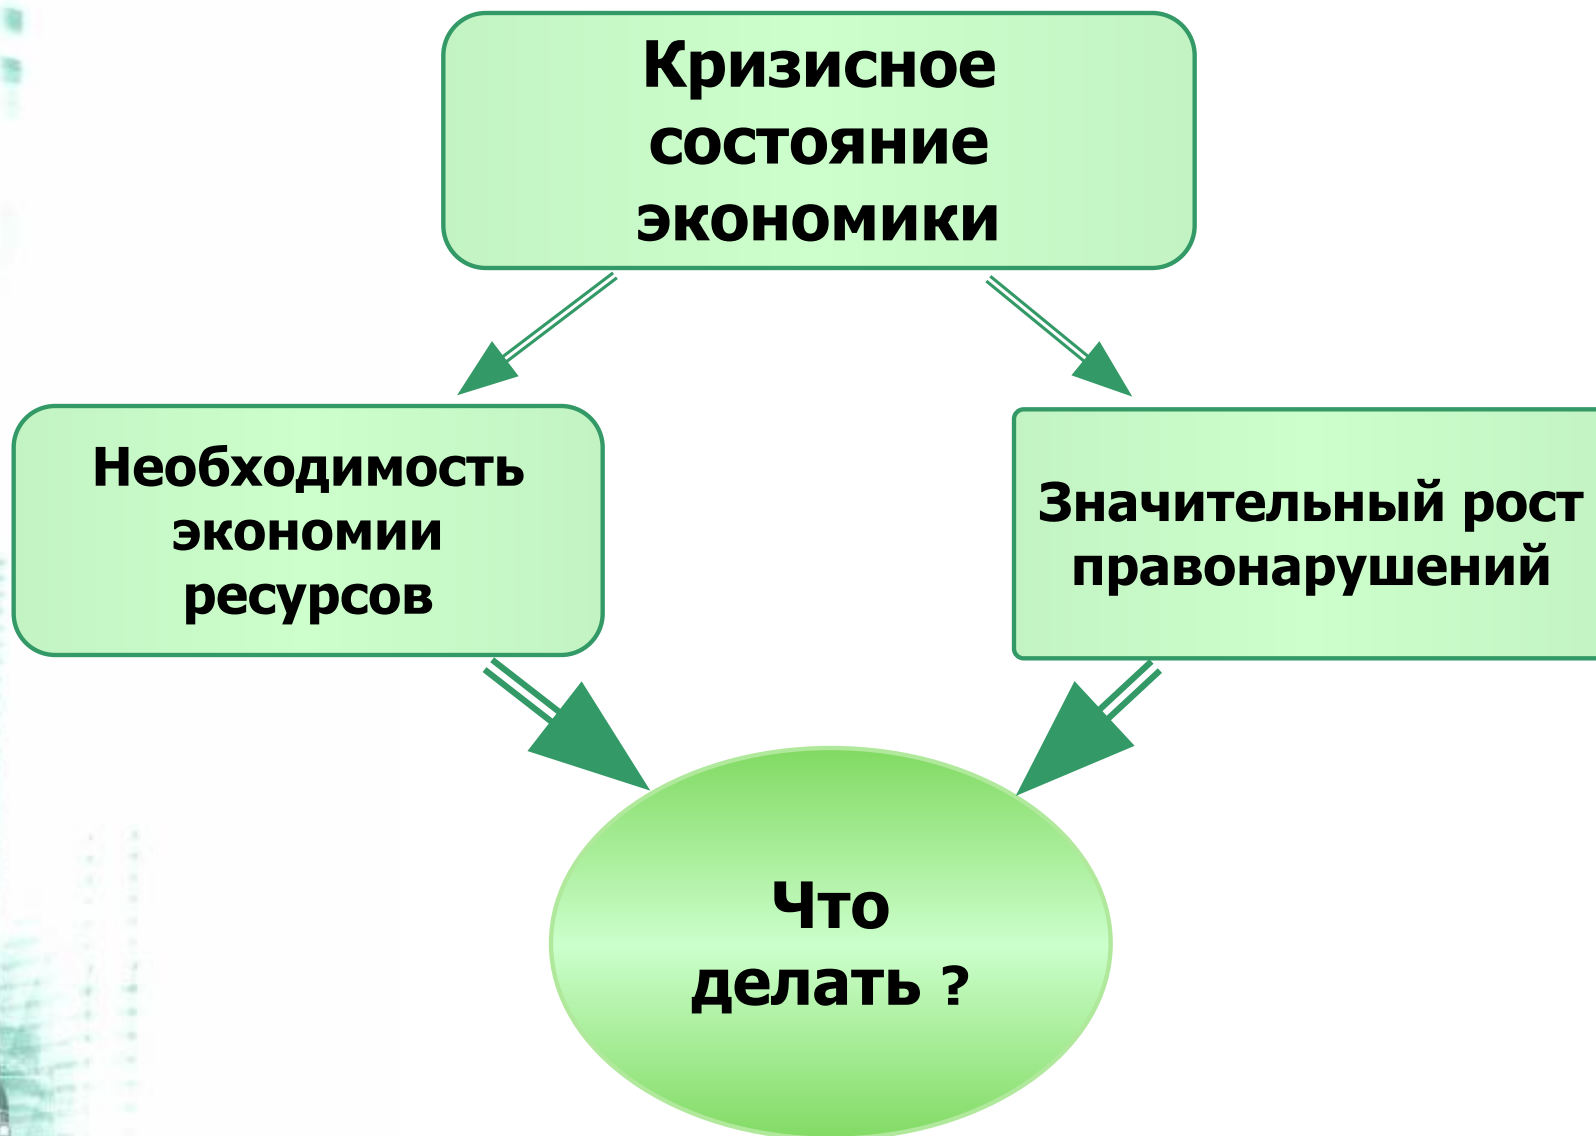 Кризисное
состояние
экономики
Необходимость
экономии
ресурсов
Значительный рост
правонарушений
Что
делать ?